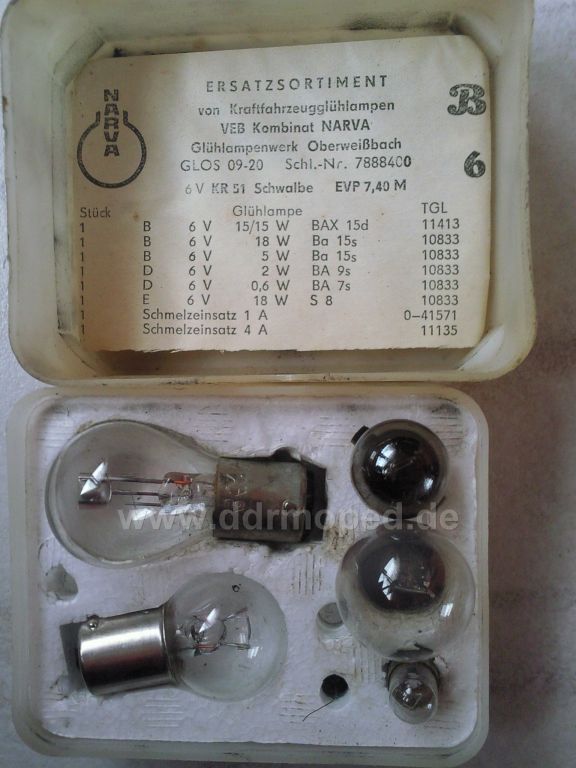 NARVA
ERSATZSORTIMENT
von Kraftfahrzeugglühlampen
VEB Kombinat NARVA
Glühlampenwerk Oberweißbach
GLOS 09-20 Schl.-Nr. 7888400
6 V KR 51 Schwalbe EVP 7,40 M
B
6
Stück Glühlampe TGL
1 B 6 V 15/15 W BAX 15d 11413
1 B 6 V 18 W Ba 15s 10833
1 B 6 V 5 W Ba 15s 10833
1 D 6 V 2 W BA 9s 10833
1 D 6 V 0,6 W BA 7s 10833
1 E 6 V 18 W S 8 10833
1 Schmelzeinsatz 1 A 0-41571
1 Schmelzeinsatz 4 A 11135
www.ddrmoped.de